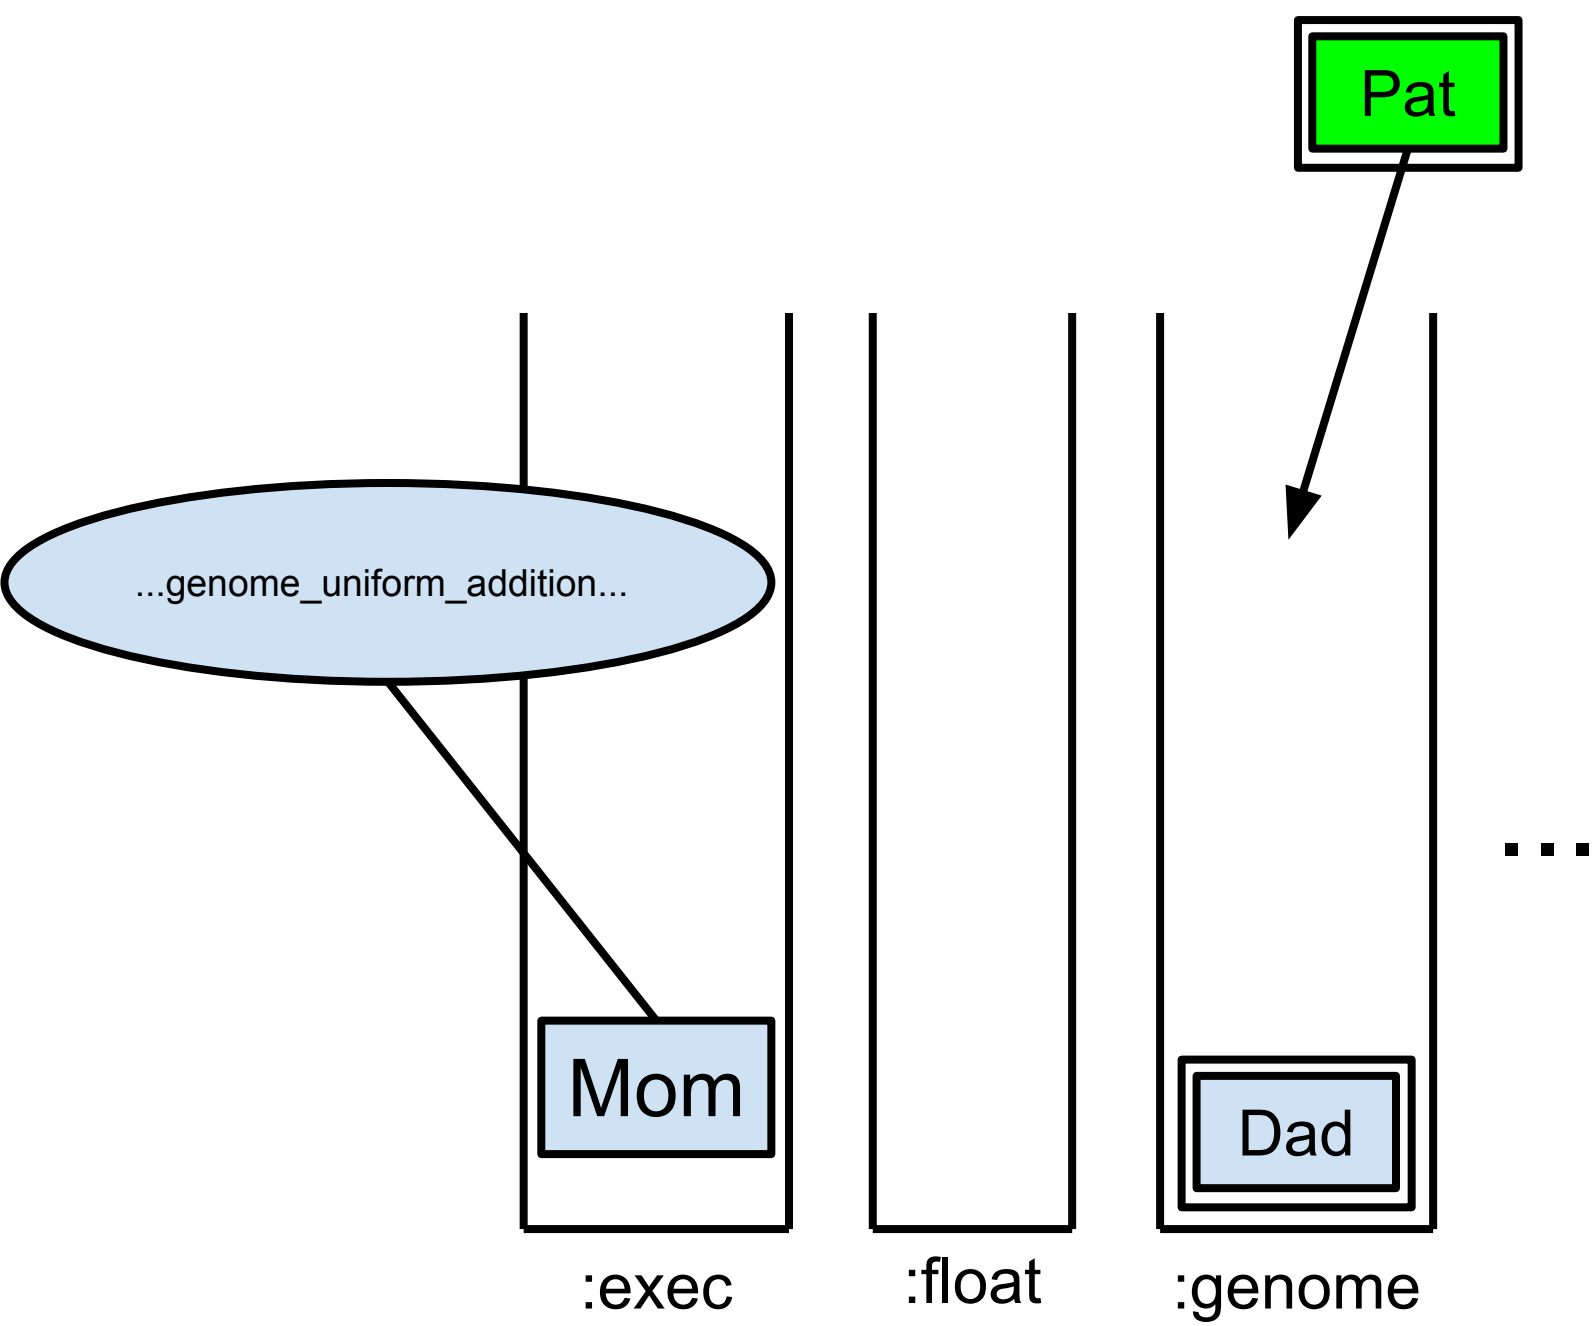 Pat
...genome_uniform_addition...
Mom
Dad
...
:exec
:float
:genome